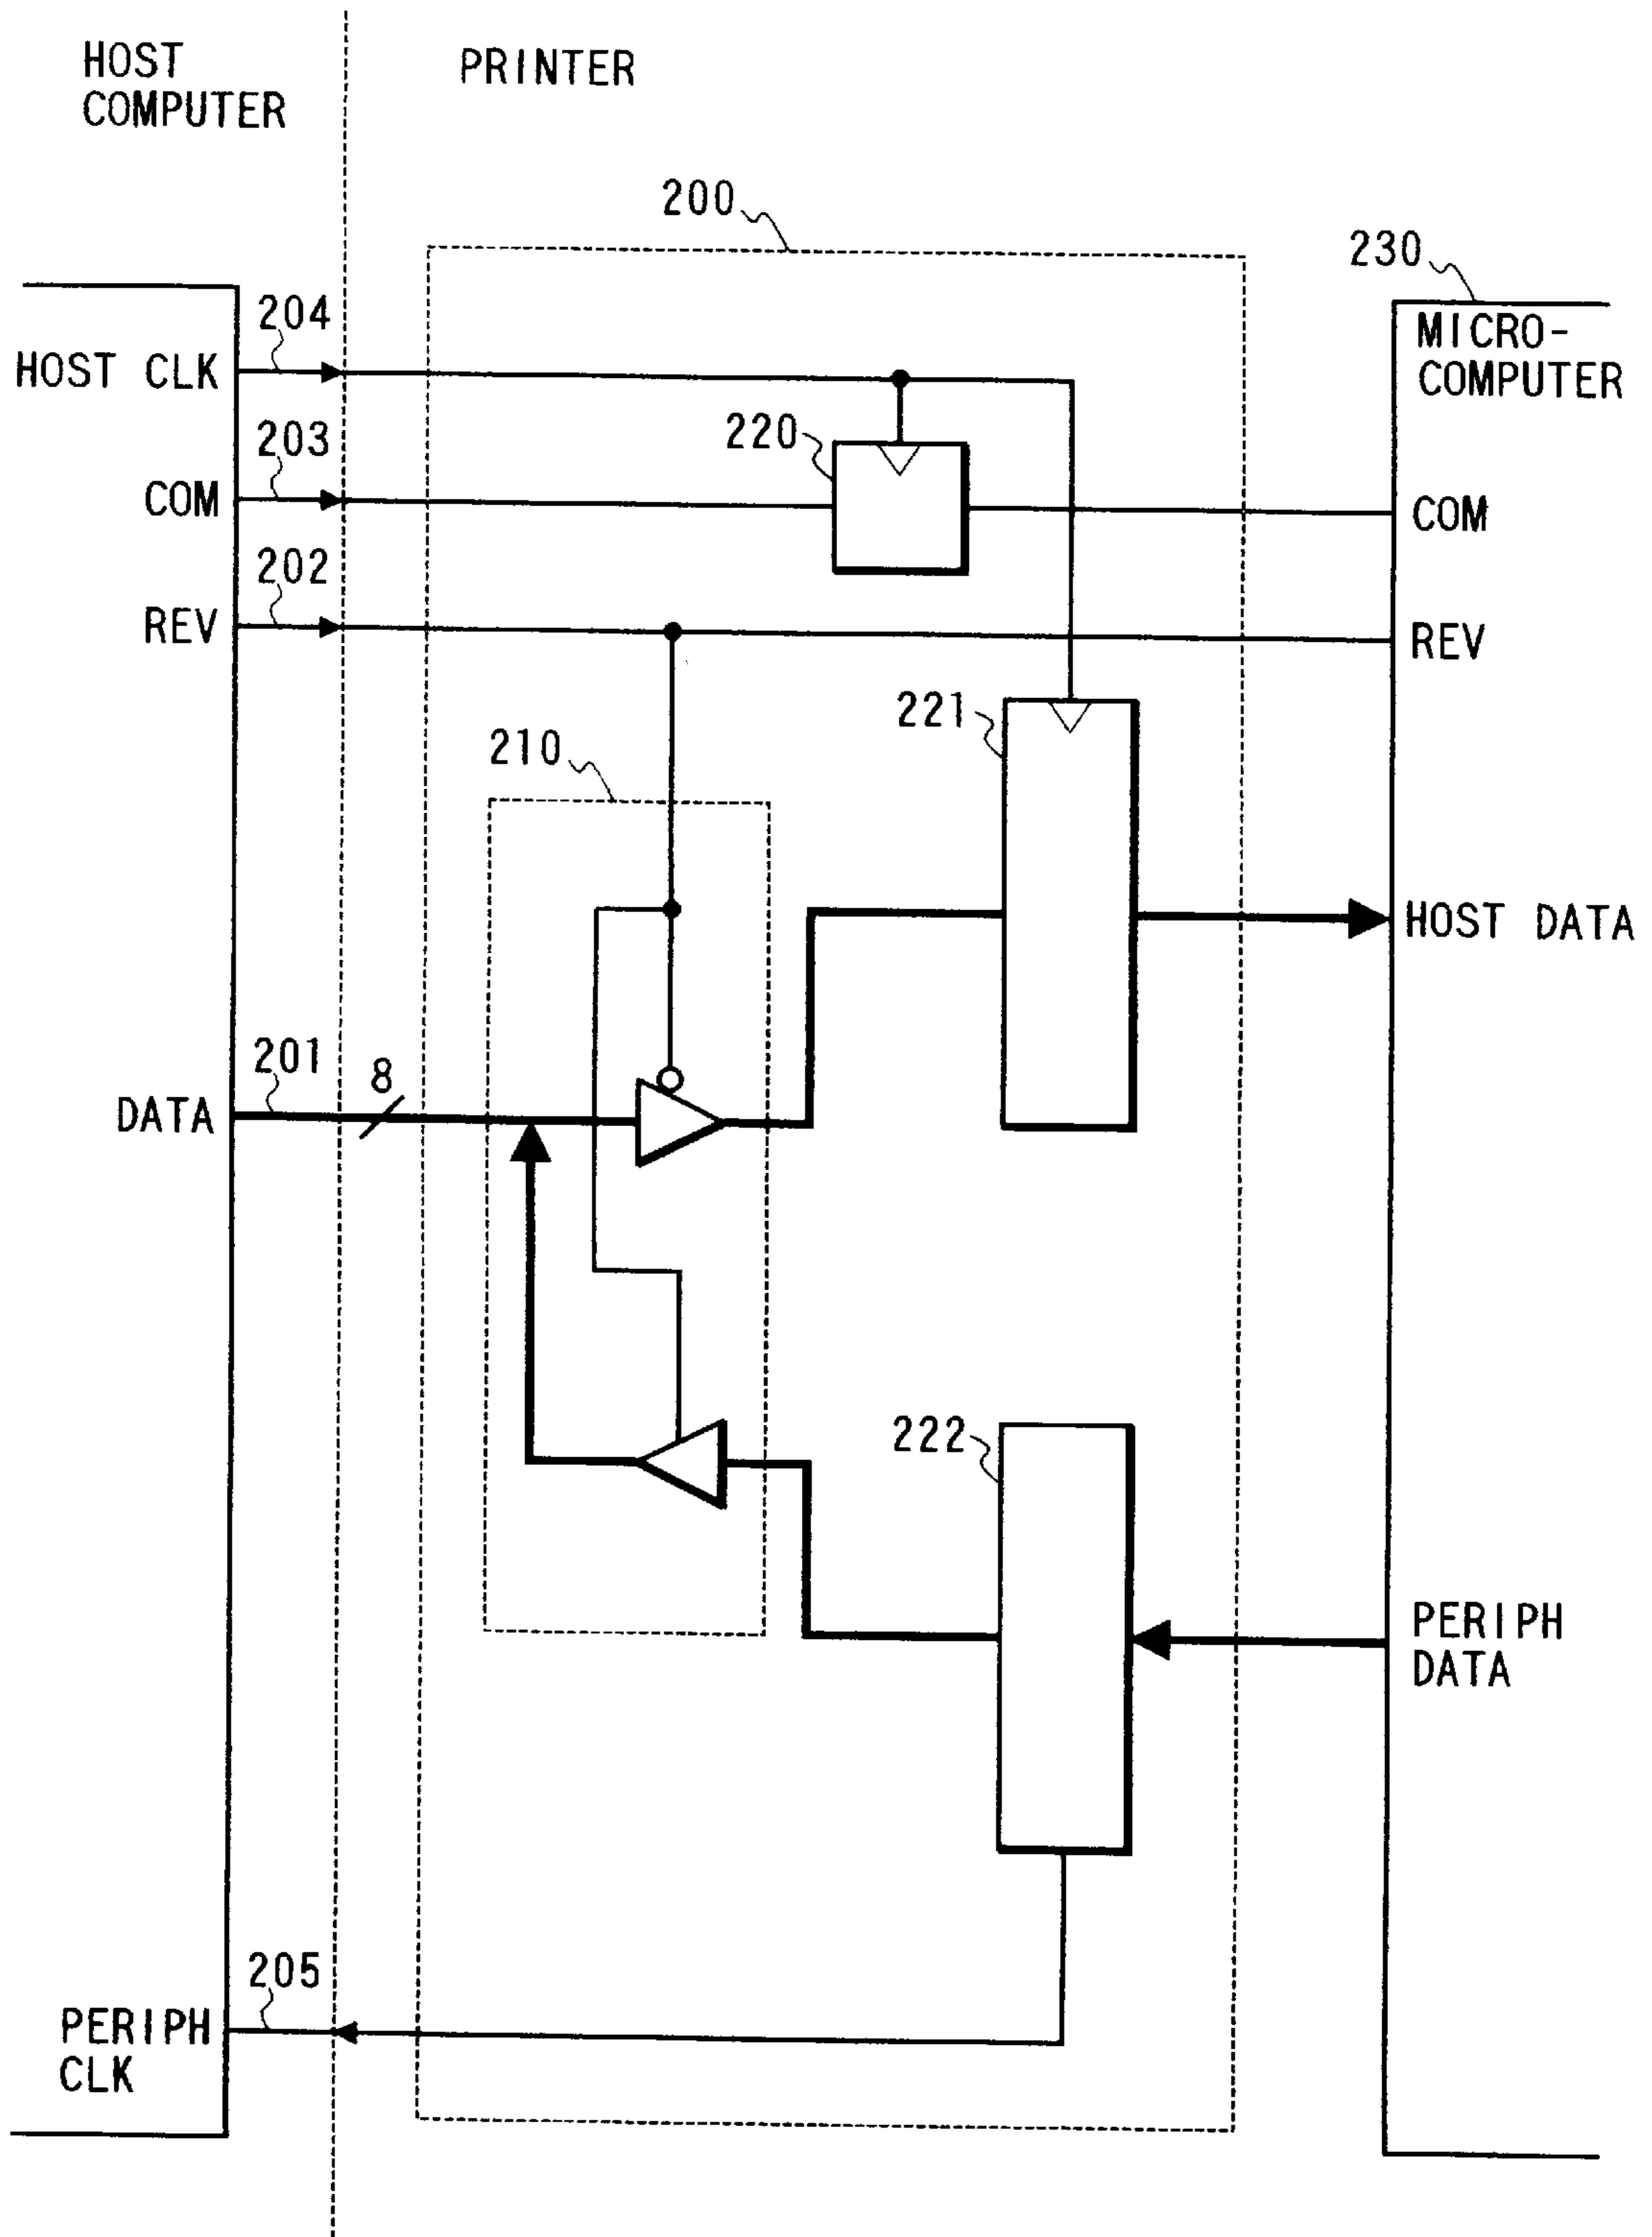 HOST
COMPUTER
PRINTER
200
230
204
MICRO-
COMPUTER
HOST CLK
220
203
COM
COM
202
REV
REV
221
210
HOST DATA
201
8
DATA
222
PERIPH
DATA
205
PERIPH
CLK